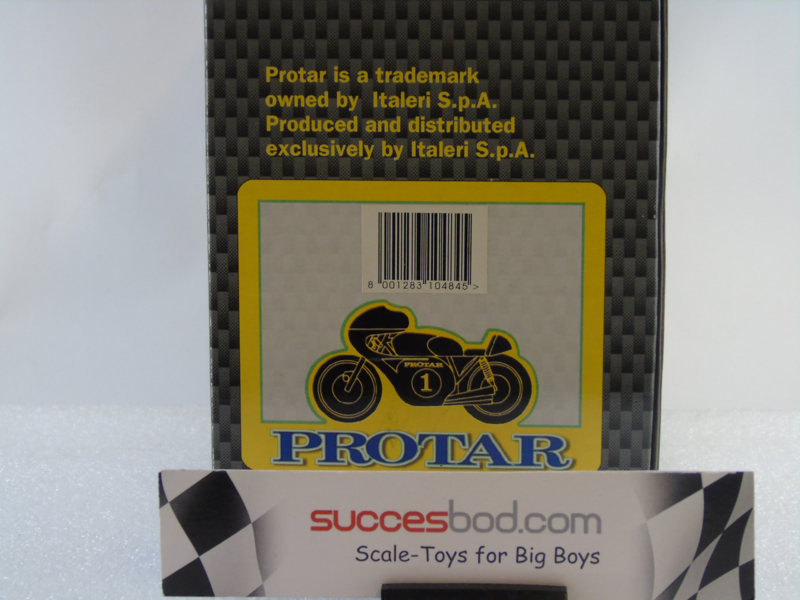 Protar is a trademark
owned by Italeri S.p.A.
Produced and distributed
exclusively by Italeri S.p.A.
8 001283 104845 >
PROTAR
1
PROTAR
succesbod.com
Scale-Toys for Big Boys